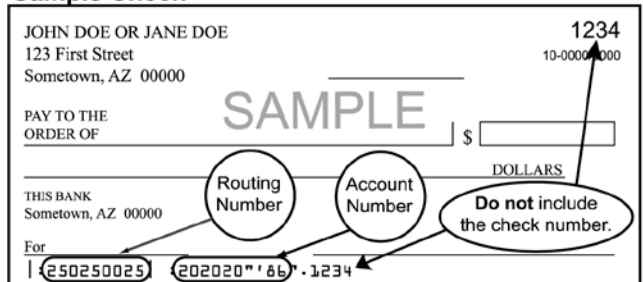 JOHN DOE OR JANE DOE
1234
123 First Street
10-0000/0000
Sometown, AZ 00000
SAMPLE
PAY TO THE
ORDER OF
$
DOLLARS
THIS BANK
Sometown, AZ 00000
Routing
Number
Account
Number
Do not include
the check number.
For
|:250250025|:202020"'86".1234